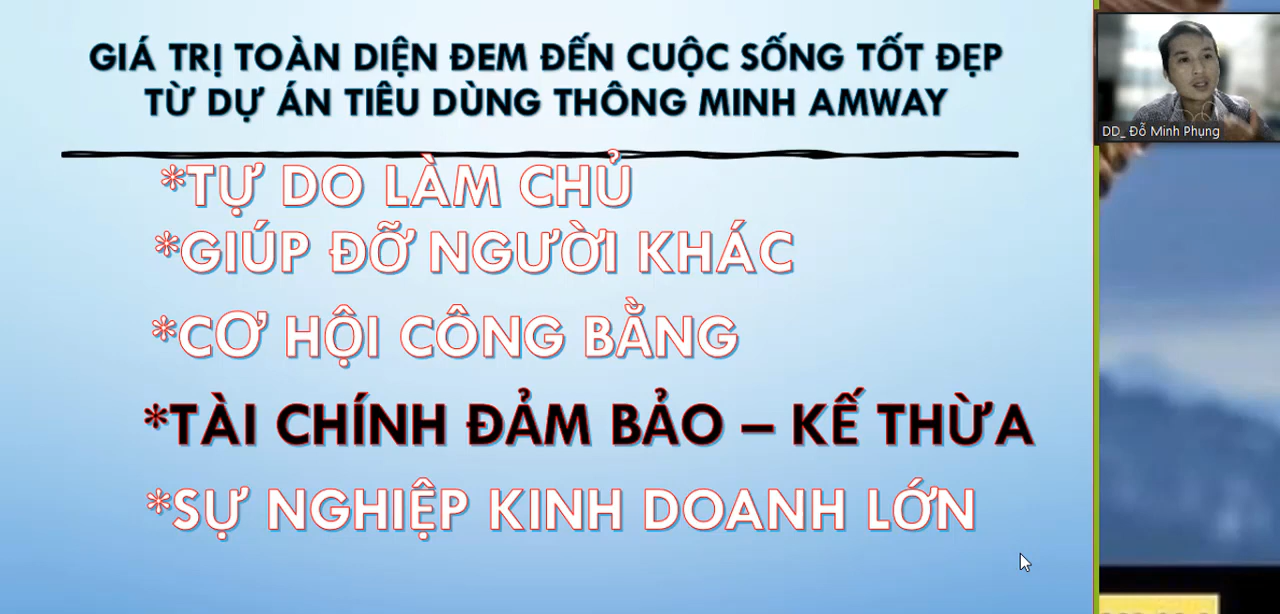 GIÁ TRỊ TOÀN DIỆN ĐEM ĐẾN CUỘC SỐNG TỐT ĐẸP
TỪ DỰ ÁN TIÊU DÙNG THÔNG MINH AMWAY
*TỰ DO LÀM CHỦ
*GIÚP ĐỠ NGƯỜI KHÁC
*CƠ HỘI CÔNG BẰNG
*TÀI CHÍNH ĐẢM BẢO – KẾ THỪA
*SỰ NGHIỆP KINH DOANH LỚN
DD_ Đỗ Minh Phụng